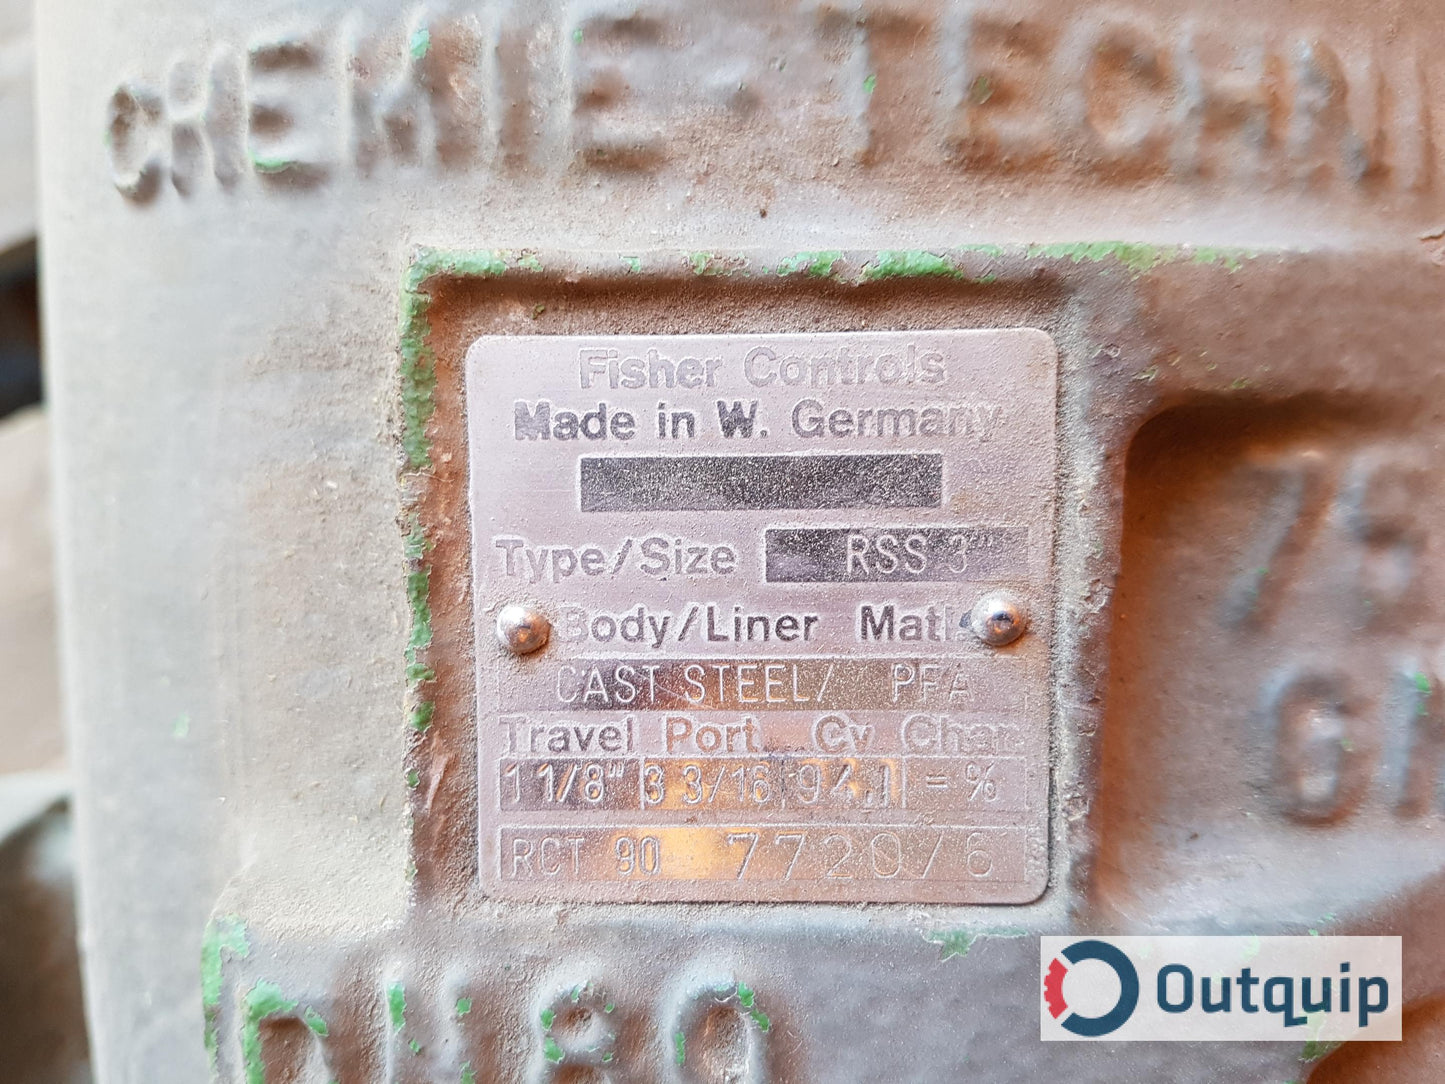 CHEMIE-TECHNI
Fisher Controls
Made in W. Germany
Type/Size RSS 3"
Body/Liner Matl
CAST STEEL/ PFA
Travel Port Cv Char.
1 1/8" 3 3/16 94.1 = %
RCT 90 7720/6
DN80
Outquip